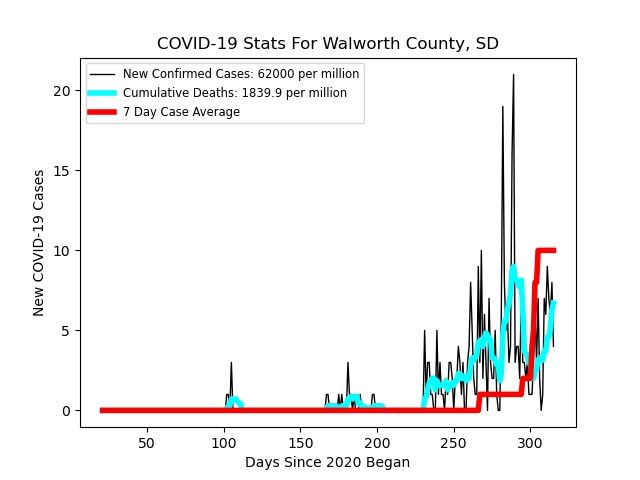 COVID-19 Stats For Walworth County, SD
New Confirmed Cases: 62000 per million
Cumulative Deaths: 1839.9 per million
7 Day Case Average
20
15
10
5
0
New COVID-19 Cases
50 100 150 200 250 300
Days Since 2020 Began